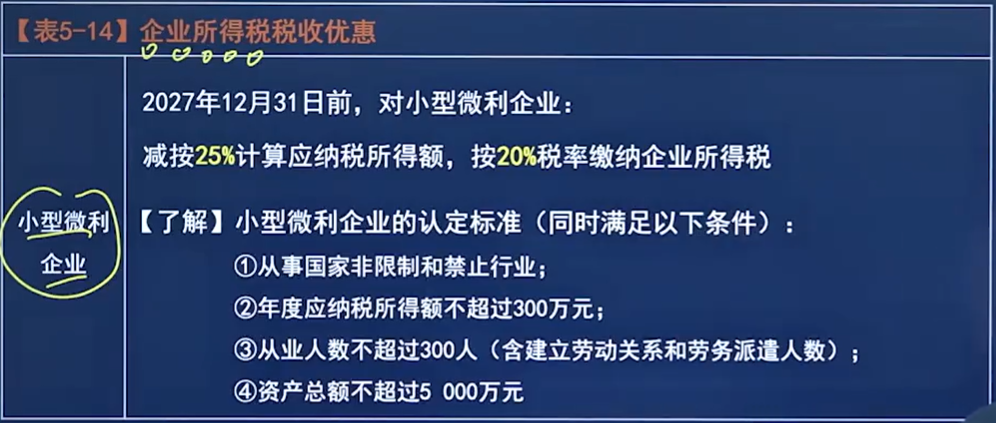 【表5-14】企业所得税税收优惠
2027年12月31日前，对小型微利企业：
减按25%计算应纳税所得额，按20%税率缴纳企业所得税
小型微利
企业
【了解】小型微利企业的认定标准（同时满足以下条件）：
①从事国家非限制和禁止行业；
②年度应纳税所得额不超过300万元；
③从业人数不超过300人（含建立劳动关系和劳务派遣人数）；
④资产总额不超过5 000万元